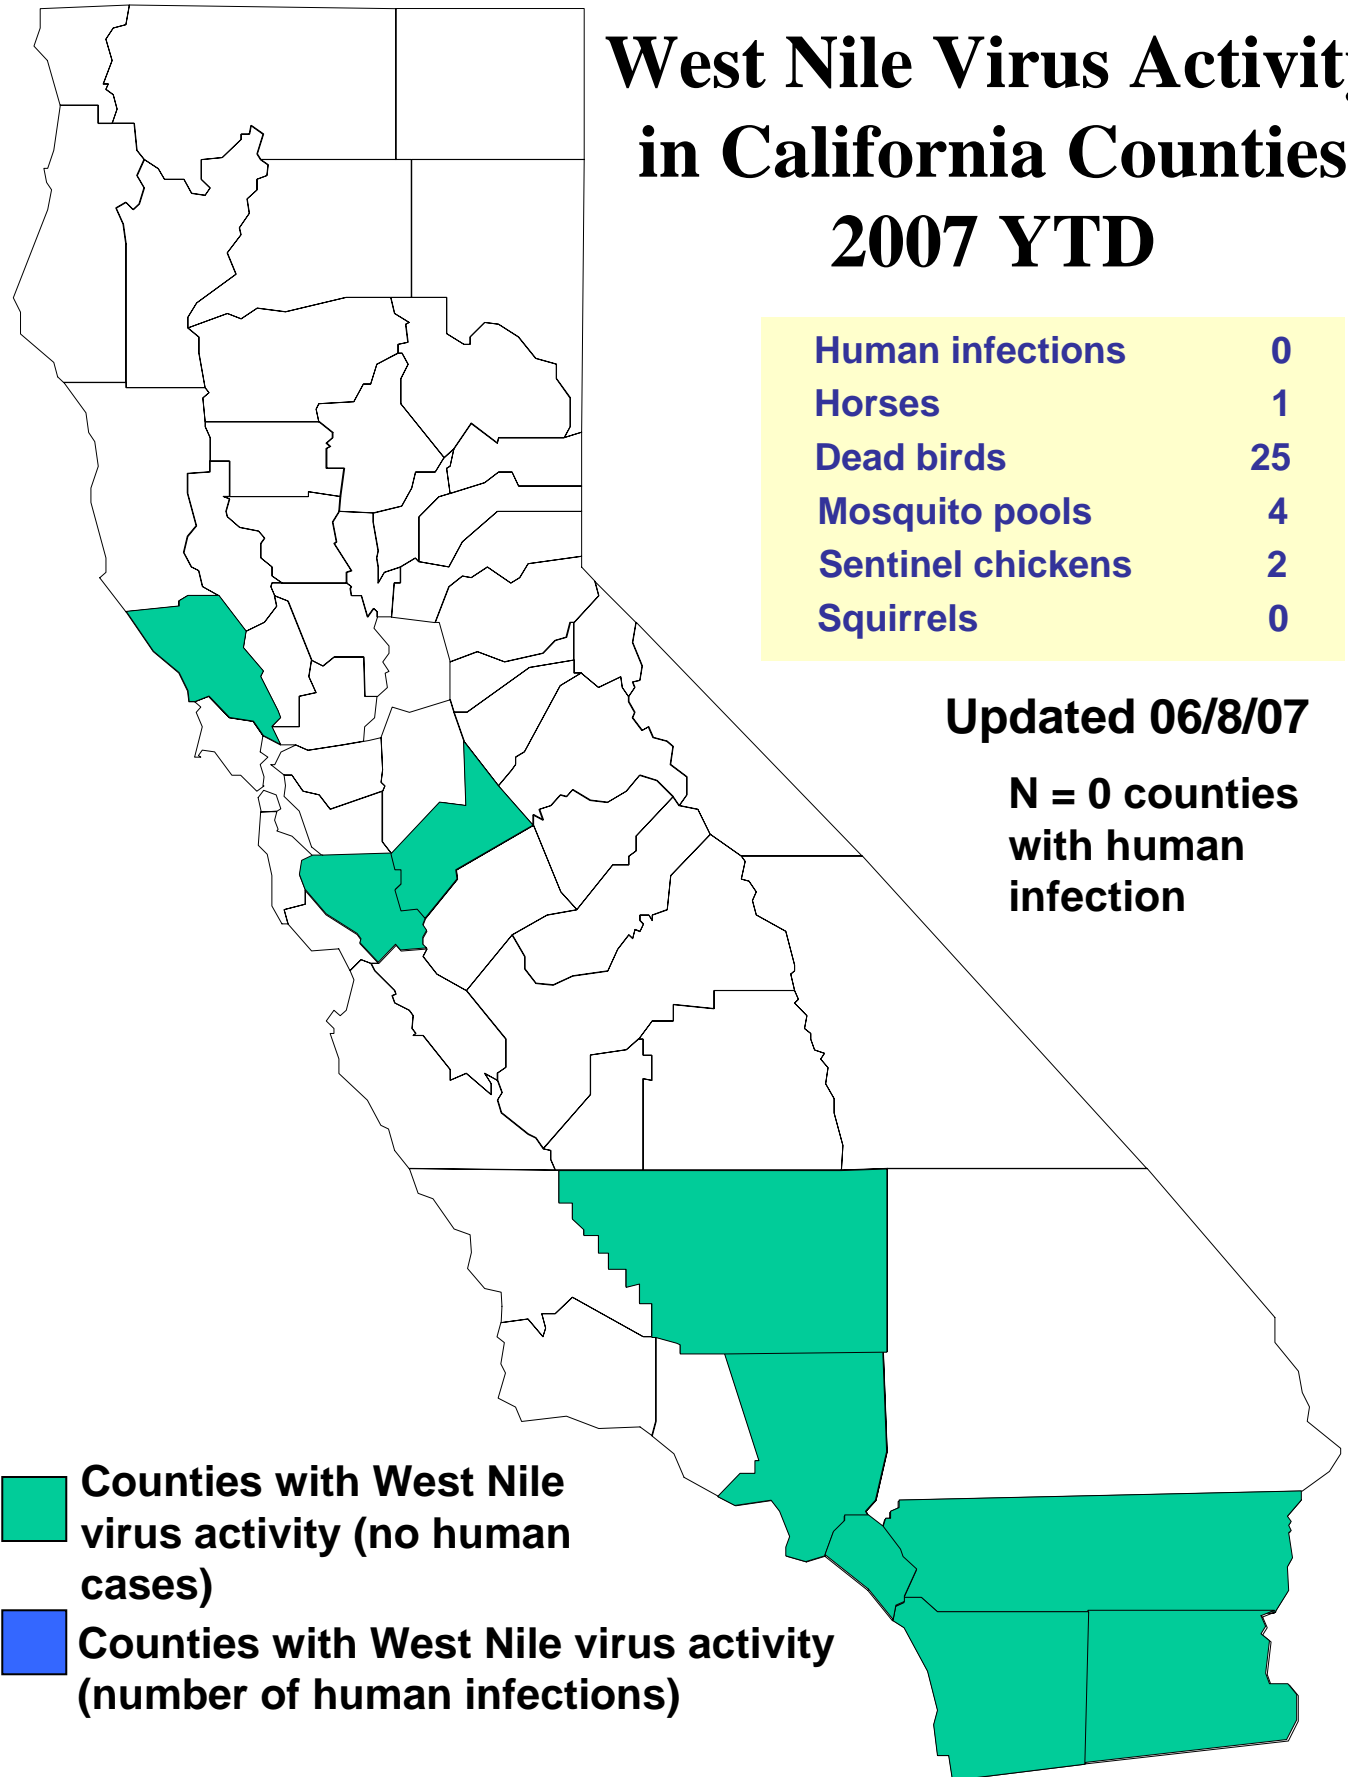 West Nile Virus Activity
in California Counties
2007 YTD
Human infections 0
Horses 1
Dead birds 25
Mosquito pools 4
Sentinel chickens 2
Squirrels 0
Updated 06/8/07
N = 0 counties
with human
infection
Counties with West Nile
virus activity (no human
cases)
Counties with West Nile virus activity
(number of human infections)